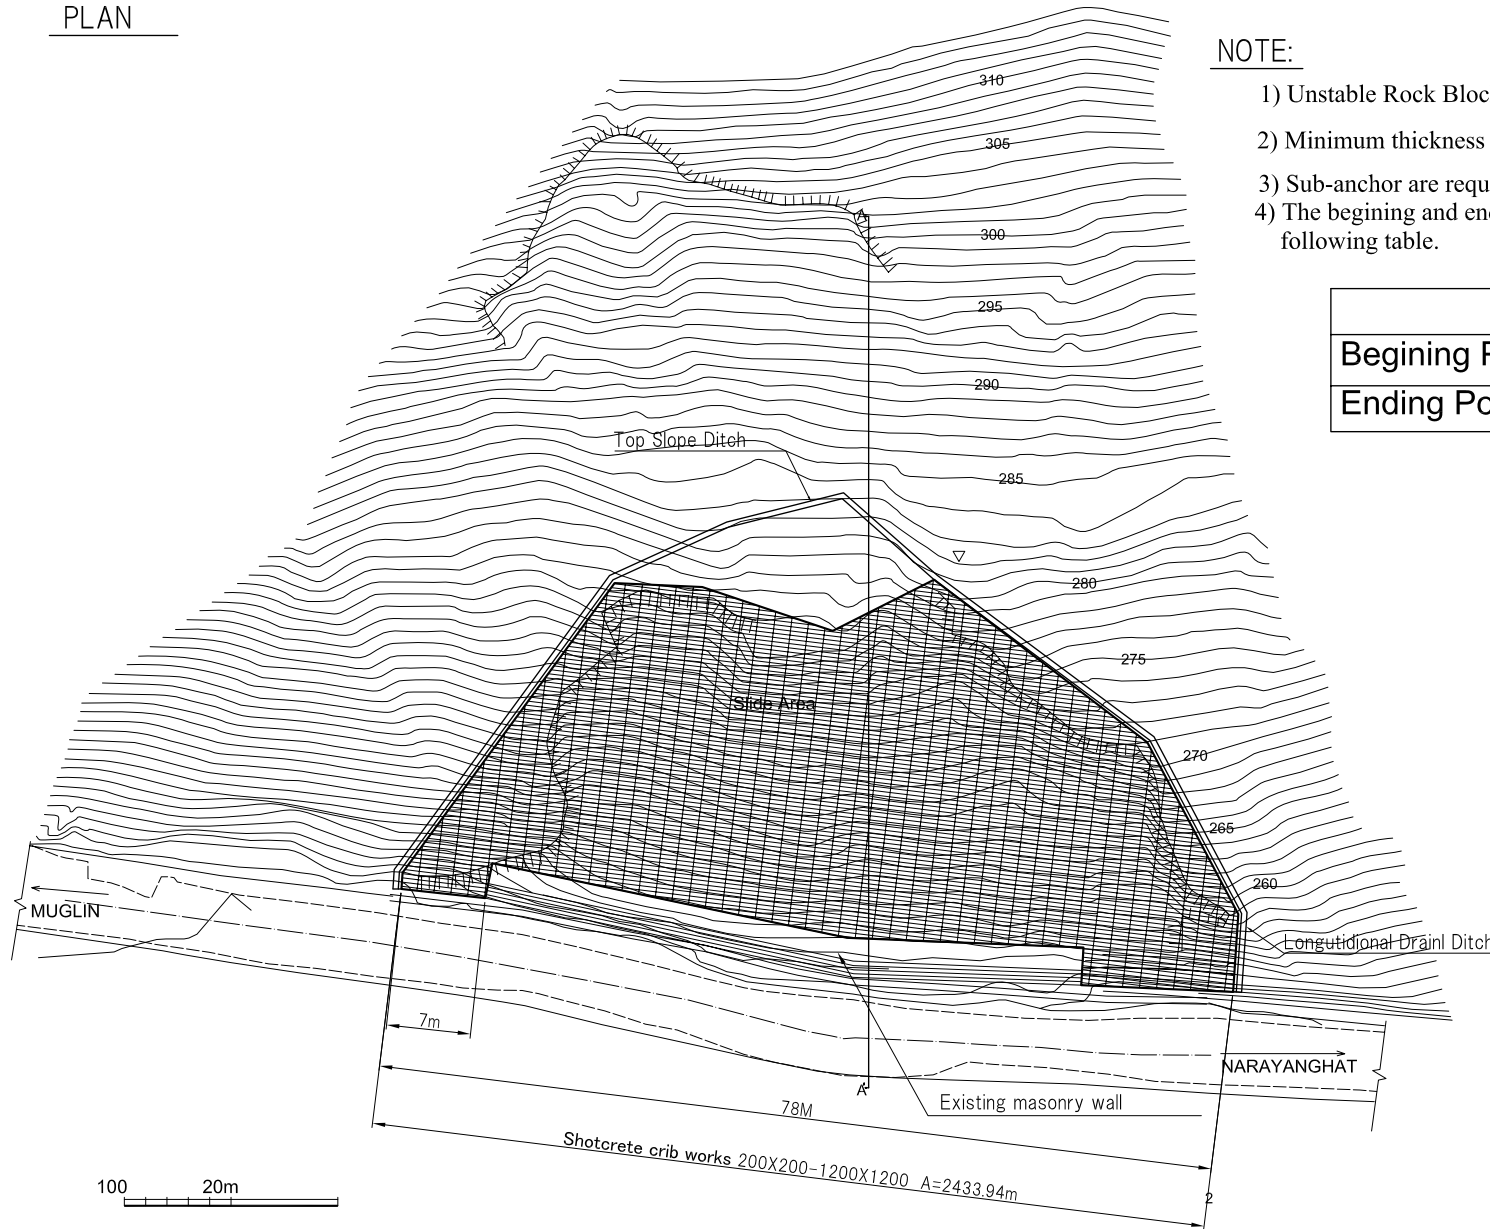 PLAN
NOTE:
1) Unstable Rock Bloc
2) Minimum thickness
3) Sub-anchor are requ
4) The begining and en
following table.
Begining P
Ending Po
310
305
A
300
295
290
Top Slope Ditch
285
280
275
Slide Area
270
265
260
MUGLIN
Longutidional Drainl Ditch
7m
NARAYANGHAT
A'
Existing masonry wall
78M
Shotcrete crib works 200X200-1200X1200 A=2433.94m
2
100 20m